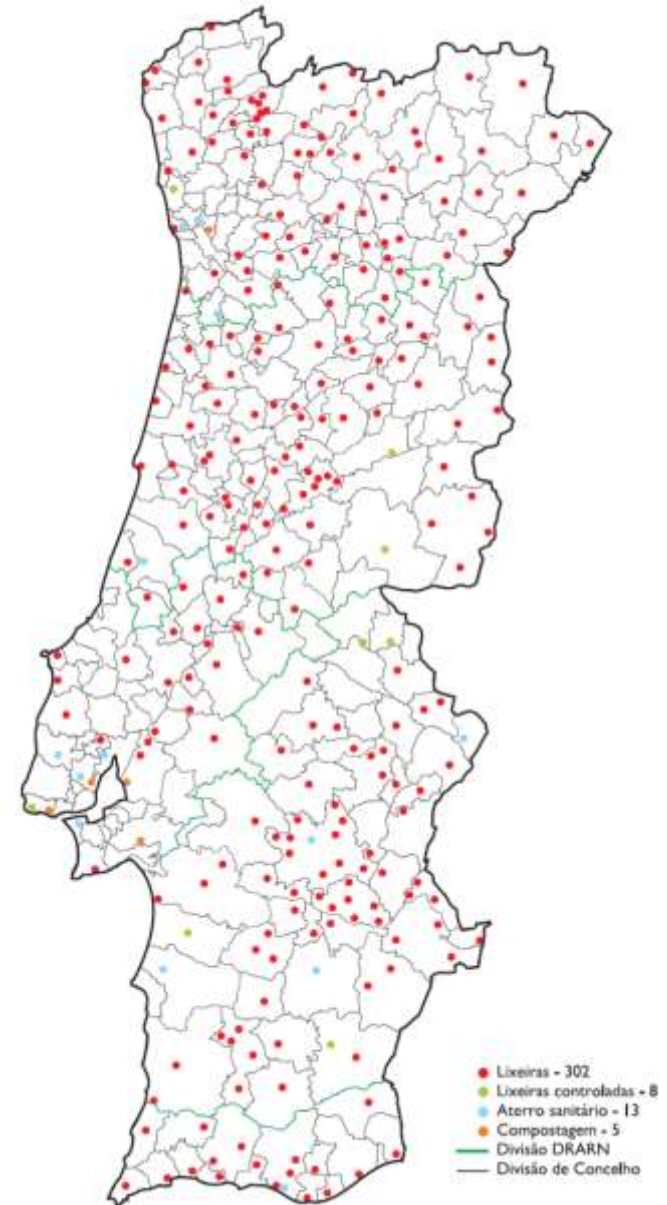 Lixeiras - 302
Lixeiras controladas - 8
Aterro sanitário - 13
Compostagem - 5
Divisão DRARN
Divisão de Concelho